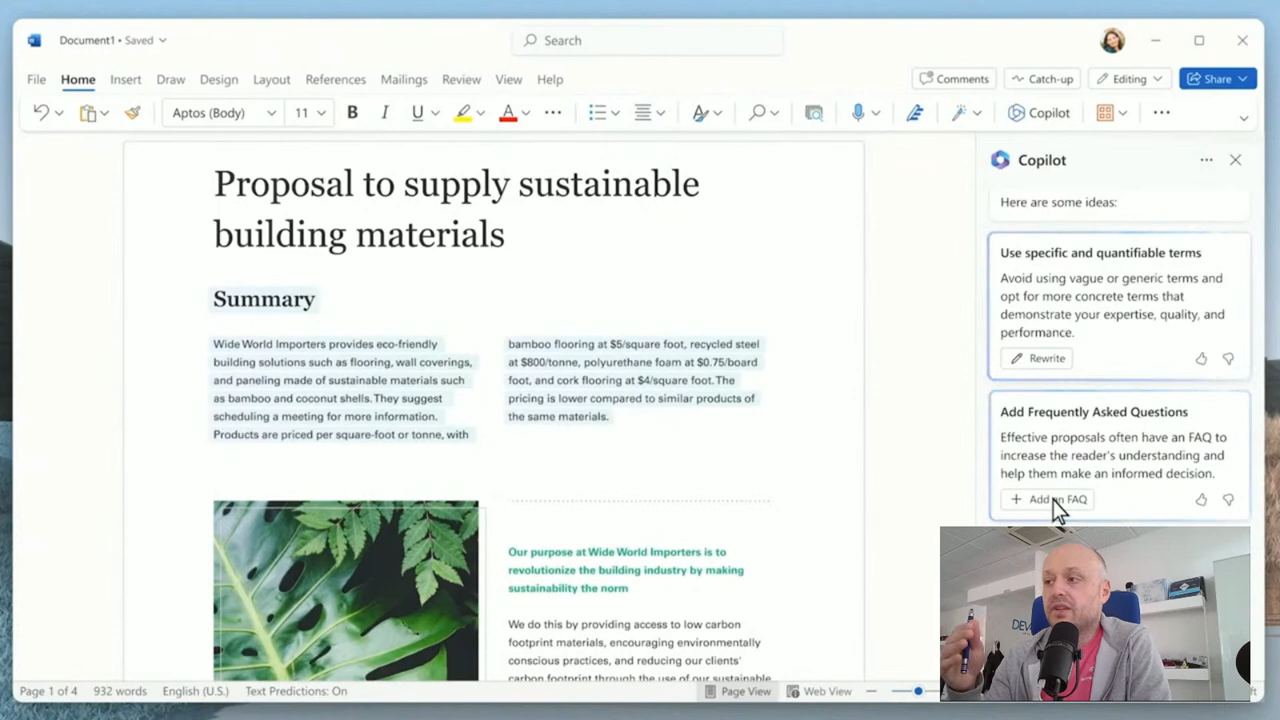 Document1 • Saved
Search
File Home Insert Draw Design Layout References Mailings Review View Help
Comments Catch-up Editing Share
Aptos (Body) 11 B I U A Copilot
Proposal to supply sustainable
building materials
Summary
Wide World Importers provides eco-friendly
building solutions such as flooring, wall coverings,
and paneling made of sustainable materials such
as bamboo and coconut shells. They suggest
scheduling a meeting for more information.
Products are priced per square-foot or tonne, with
bamboo flooring at $5/square foot, recycled steel
at $800/tonne, polyurethane foam at $0.75/board
foot, and cork flooring at $4/square foot. The
pricing is lower compared to similar products of
the same materials.
Our purpose at Wide World Importers is to
revolutionize the building industry by making
sustainability the norm
We do this by providing access to low carbon
footprint materials, encouraging environmentally
conscious practices, and reducing our clients'
carbon footprint through the use of our sustainable
Copilot
Here are some ideas:
Use specific and quantifiable terms
Avoid using vague or generic terms and
opt for more concrete terms that
demonstrate your expertise, quality, and
performance.
Rewrite
Add Frequently Asked Questions
Effective proposals often have an FAQ to
increase the reader's understanding and
help them make an informed decision.
Add an FAQ
Page 1 of 4 932 words English (U.S.) Text Predictions: On
Page View Web View